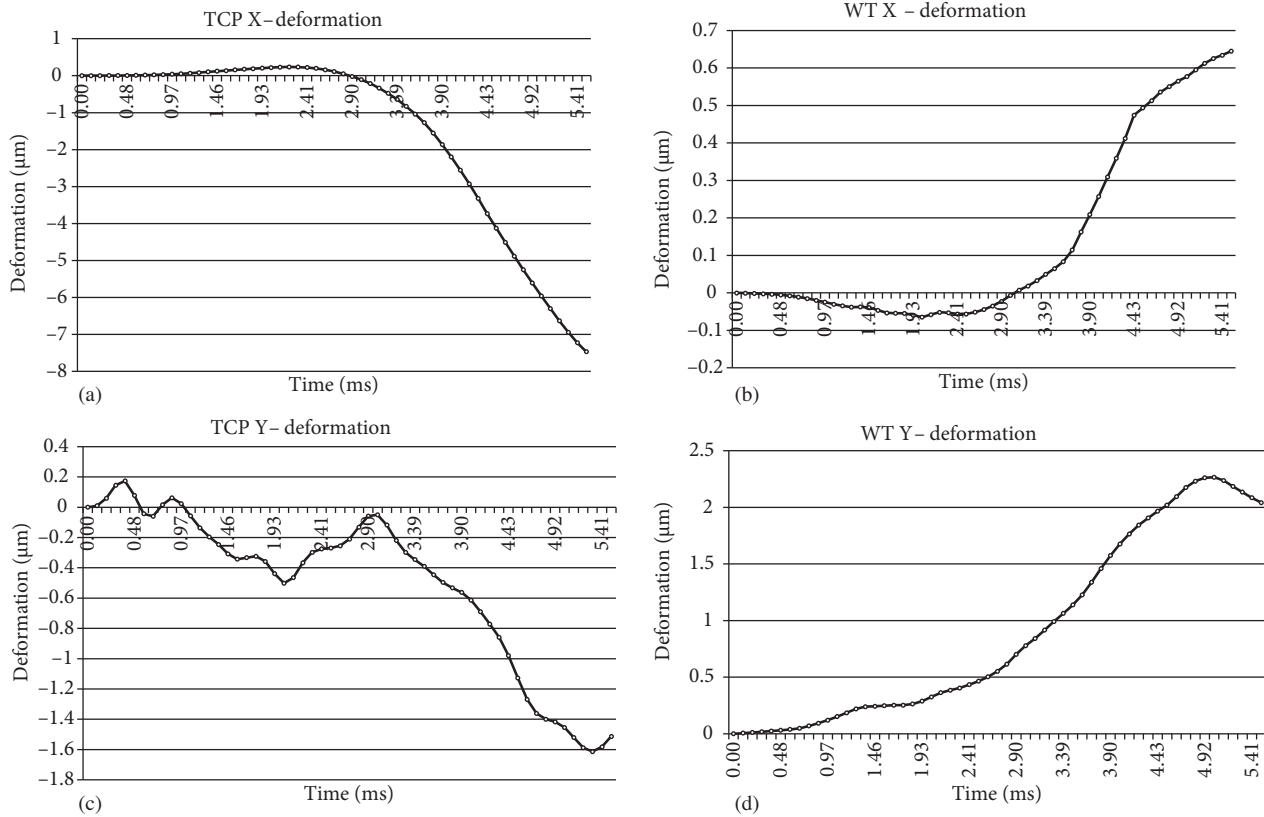 TCP X–deformation
1
0
–1
–2
–3
–4
–5
–6
–7
–8
Deformation (μm)
0.00 0.48 0.97 1.46 1.93 2.41 2.90 3.39 3.90 4.43 4.92 5.41
Time (ms)
(a)
WT X – deformation
0.7
0.6
0.5
0.4
0.3
0.2
0.1
0
–0.1
–0.2
Deformation (μm)
0.00 0.48 0.97 1.46 1.93 2.41 2.90 3.39 3.90 4.43 4.92 5.41
Time (ms)
(b)
TCP Y– deformation
0.4
0.2
0
–0.2
–0.4
–0.6
–0.8
–1
–1.2
–1.4
–1.6
–1.8
Deformation (μm)
0.00 0.48 0.97 1.46 1.93 2.41 2.90 3.39 3.90 4.43 4.92 5.41
Time (ms)
(c)
WT Y – deformation
2.5
2
1.5
1
0.5
0
Deformation (μm)
0.00 0.48 0.97 1.46 1.93 2.41 2.90 3.39 3.90 4.43 4.92 5.41
Time (ms)
(d)